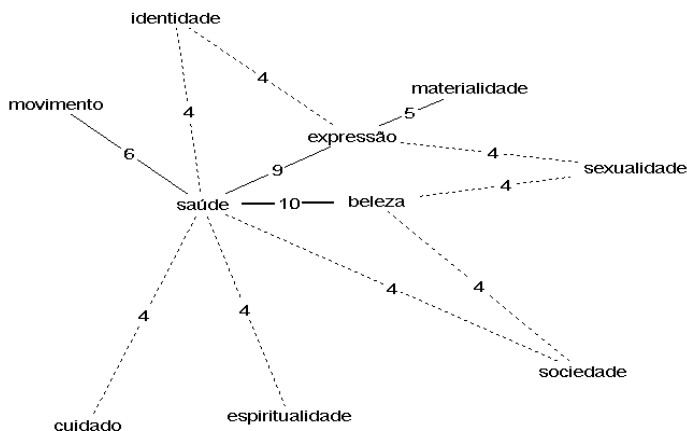 identidade
4
materialidade
movimento
4
5
expressão
6
4
9
sexualidade
4
saúde
10
beleza
4
4
4
4
4
sociedade
espiritualidade
cuidado